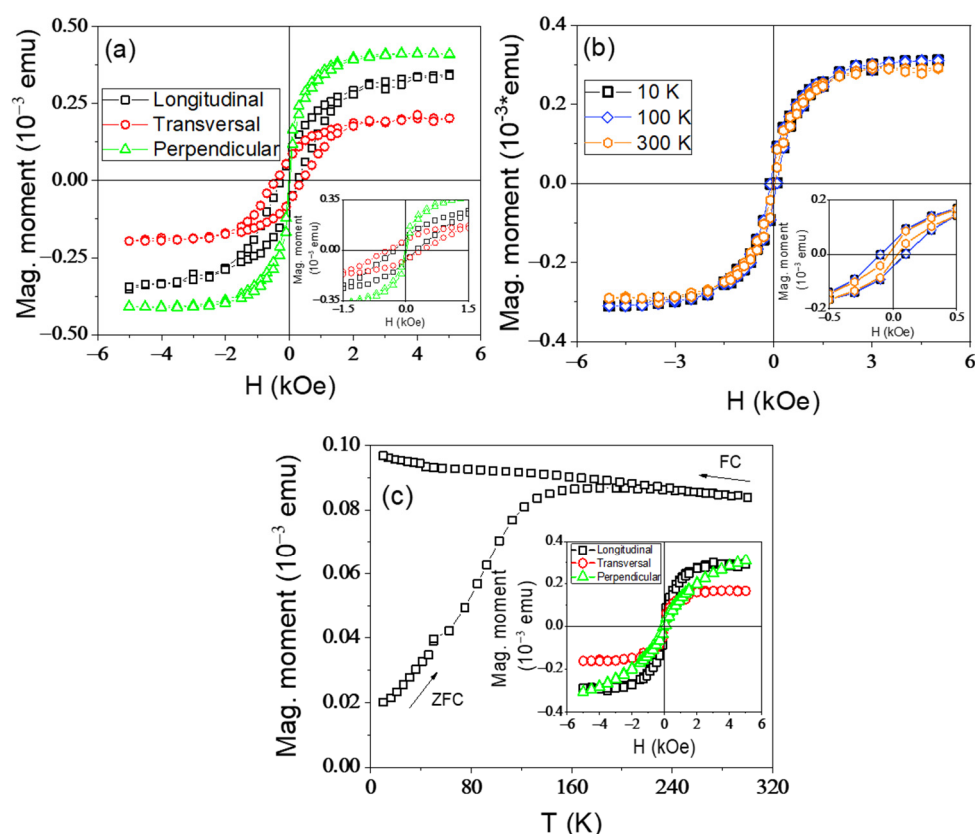 (a)
Mag. moment (10⁻³ emu)
0.50
0.25
0.00
−0.25
−0.50
Longitudinal
Transversal
Perpendicular
−6 −4 −2 0 2 4 6
H (kOe)
Mag. moment
(10⁻³ emu)
0.35
0.00
−0.35
−1.5 0.0 1.5
H (kOe)
(b)
Mag. moment (10⁻³*emu)
0.4
0.2
0.0
−0.2
−0.4
10 K
100 K
300 K
−6 −3 0 3 6
H (kOe)
Mag. moment
(10⁻³ emu)
0.2
0.0
−0.2
−0.5 0.0 0.5
H (kOe)
(c)
Mag. moment (10⁻³ emu)
0.10
0.08
0.06
0.04
0.02
0.00
FC
ZFC
0 80 160 240 300
T (K)
Mag. moment
(10⁻³ emu)
0.4
0.2
0.0
−0.2
−0.4
Longitudinal
Transversal
Perpendicular
−6 −4 −2 0 2 4 6
H (kOe)